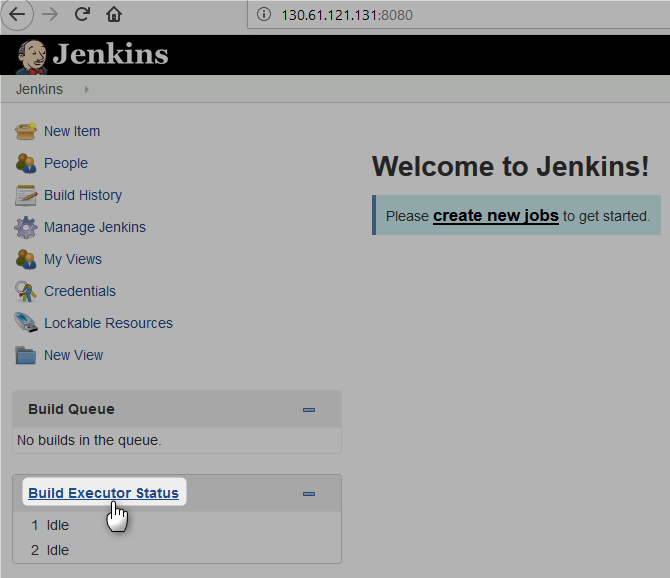 130.61.121.131:8080
Jenkins
Jenkins
New Item
People
Build History
Manage Jenkins
My Views
Credentials
Lockable Resources
New View
Welcome to Jenkins!
Please create new jobs to get started.
Build Queue
No builds in the queue.
Build Executor Status
1 Idle
2 Idle